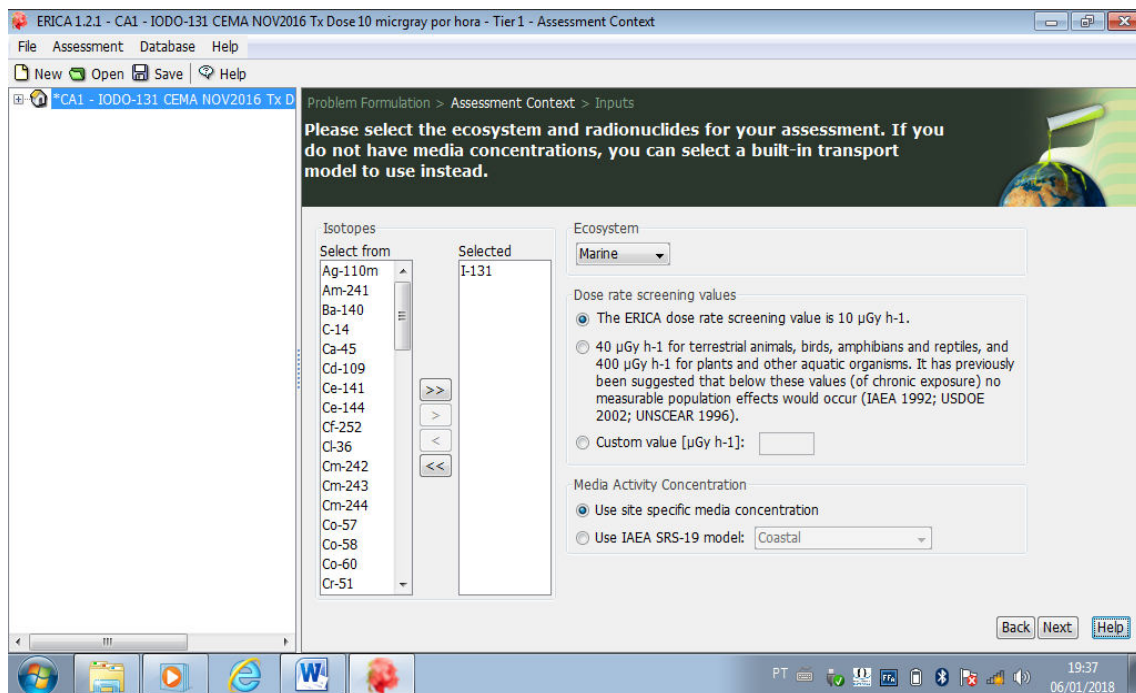 ERICA 1.2.1 - CA1 - IODO-131 CEMA NOV2016 Tx Dose 10 micrgray por hora - Tier 1 - Assessment Context
File Assessment Database Help
New Open Save Help
*CA1 - IODO-131 CEMA NOV2016 Tx D
Problem Formulation > Assessment Context > Inputs
Please select the ecosystem and radionuclides for your assessment. If you
do not have media concentrations, you can select a built-in transport
model to use instead.
Isotopes
Select from
Ag-110m
Am-241
Ba-140
C-14
Ca-45
Cd-109
Ce-141
Ce-144
Cf-252
Cl-36
Cm-242
Cm-243
Cm-244
Co-57
Co-58
Co-60
Cr-51
>>
>
<
<<
Selected
I-131
Ecosystem
Marine
Dose rate screening values
The ERICA dose rate screening value is 10 µGy h-1.
40 µGy h-1 for terrestrial animals, birds, amphibians and reptiles, and
400 µGy h-1 for plants and other aquatic organisms. It has previously
been suggested that below these values (of chronic exposure) no
measurable population effects would occur (IAEA 1992; USDOE
2002; UNSCEAR 1996).
Custom value [µGy h-1]:
Media Activity Concentration
Use site specific media concentration
Use IAEA SRS-19 model: Coastal
Back Next Help
PT
19:37
06/01/2018